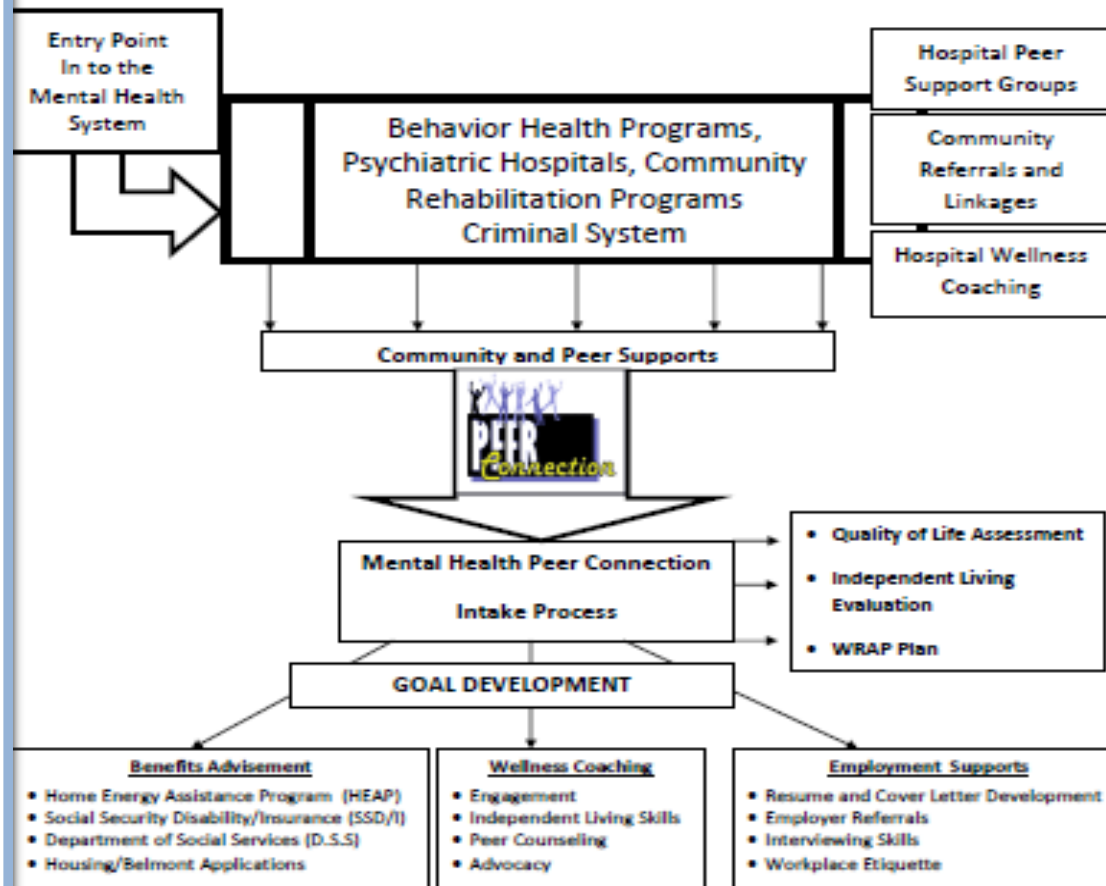 Entry Point
In to the
Mental Health
System
Behavior Health Programs,
Psychiatric Hospitals, Community
Rehabilitation Programs
Criminal System
Hospital Peer
Support Groups
Community
Referrals and
Linkages
Hospital Wellness
Coaching
Community and Peer Supports
PEER
Connection
Mental Health Peer Connection
Intake Process
• Quality of Life Assessment
• Independent Living
Evaluation
• WRAP Plan
GOAL DEVELOPMENT
Benefits Advisement
• Home Energy Assistance Program (HEAP)
• Social Security Disability/Insurance (SSD/I)
• Department of Social Services (D.S.S)
• Housing/Belmont Applications
Wellness Coaching
• Engagement
• Independent Living Skills
• Peer Counseling
• Advocacy
Employment Supports
• Resume and Cover Letter Development
• Employer Referrals
• Interviewing Skills
• Workplace Etiquette